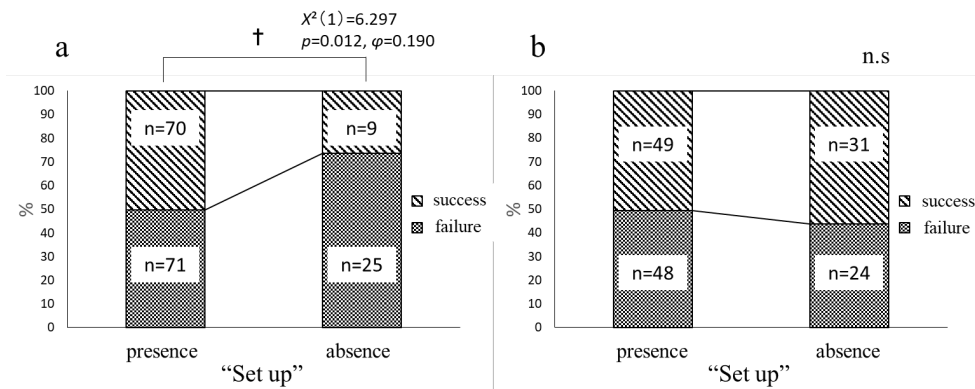 a
†
X²(1)=6.297
p=0.012, φ=0.190
100
90
80
70
60
50
40
30
20
10
0
%
n=70
n=9
n=71
n=25
success
failure
presence
absence
“Set up”
b
n.s
100
90
80
70
60
50
40
30
20
10
0
%
n=49
n=31
n=48
n=24
success
failure
presence
absence
“Set up”